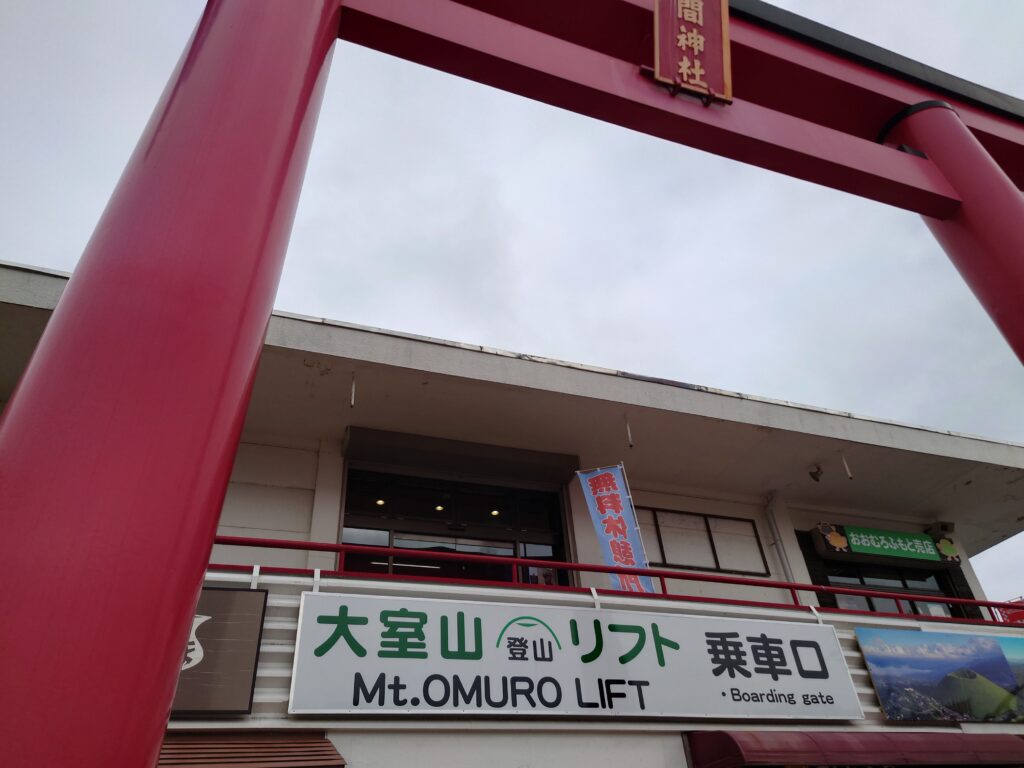 間神社
無料休憩所
おおむろふもと売店
大室山登山リフト 乗車口
Mt.OMURO LIFT ・Boarding gate